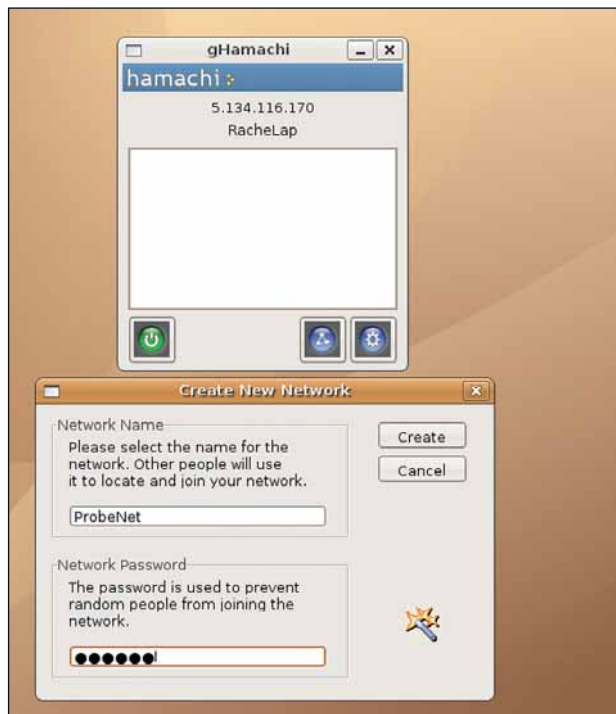 gHamachi
hamachi
5.134.116.170
RacheLap
Create New Network
Network Name
Please select the name for the
network. Other people will use
it to locate and join your network.
ProbeNet
Create
Cancel
Network Password
The password is used to prevent
random people from joining the
network.
●●●●●●